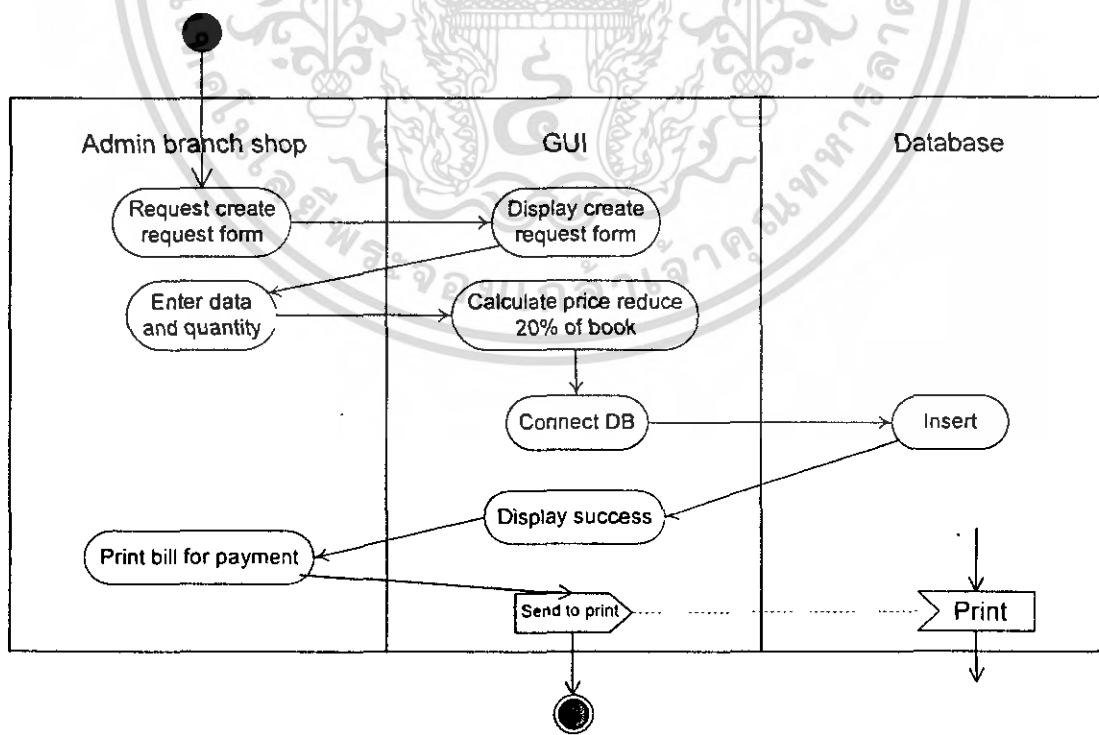 Admin branch shop
GUI
Database
Request create
request form
Display create
request form
Enter data
and quantity
Calculate price reduce
20% of book
Connect DB
Insert
Display success
Print bill for payment
Send to print
Print